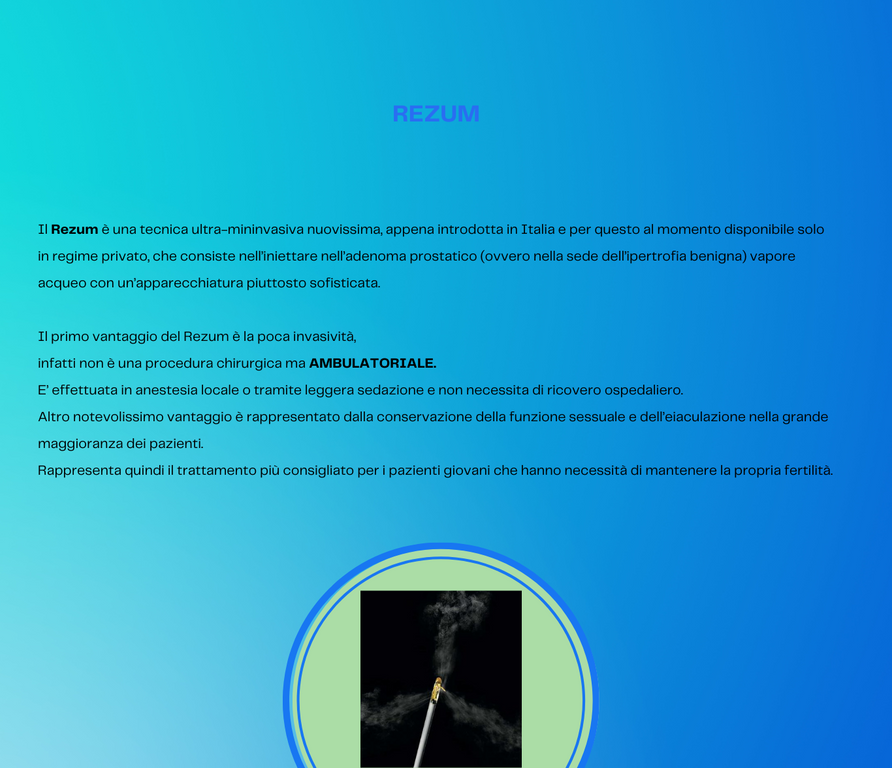 REZUM
Il Rezum è una tecnica ultra-mininvasiva nuovissima, appena introdotta in Italia e per questo al momento disponibile solo
in regime privato, che consiste nell'iniettare nell'adenoma prostatico (ovvero nella sede dell'ipertrofia benigna) vapore
acqueo con un'apparecchiatura piuttosto sofisticata.
Il primo vantaggio del Rezum è la poca invasività,
infatti non è una procedura chirurgica ma AMBULATORIALE.
E' effettuata in anestesia locale o tramite leggera sedazione e non necessita di ricovero ospedaliero.
Altro notevolissimo vantaggio è rappresentato dalla conservazione della funzione sessuale e dell'eiaculazione nella grande
maggioranza dei pazienti.
Rappresenta quindi il trattamento più consigliato per i pazienti giovani che hanno necessità di mantenere la propria fertilità.